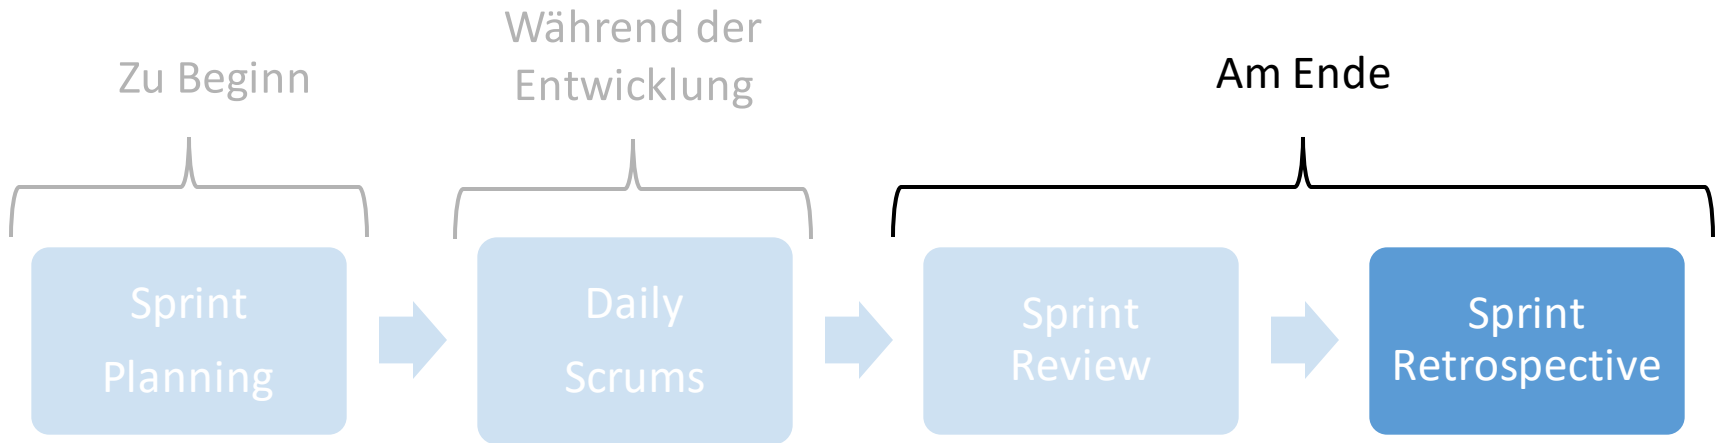 Zu Beginn
Während der
Entwicklung
Am Ende
Sprint
Planning
Daily
Scrums
Sprint
Review
Sprint
Retrospective